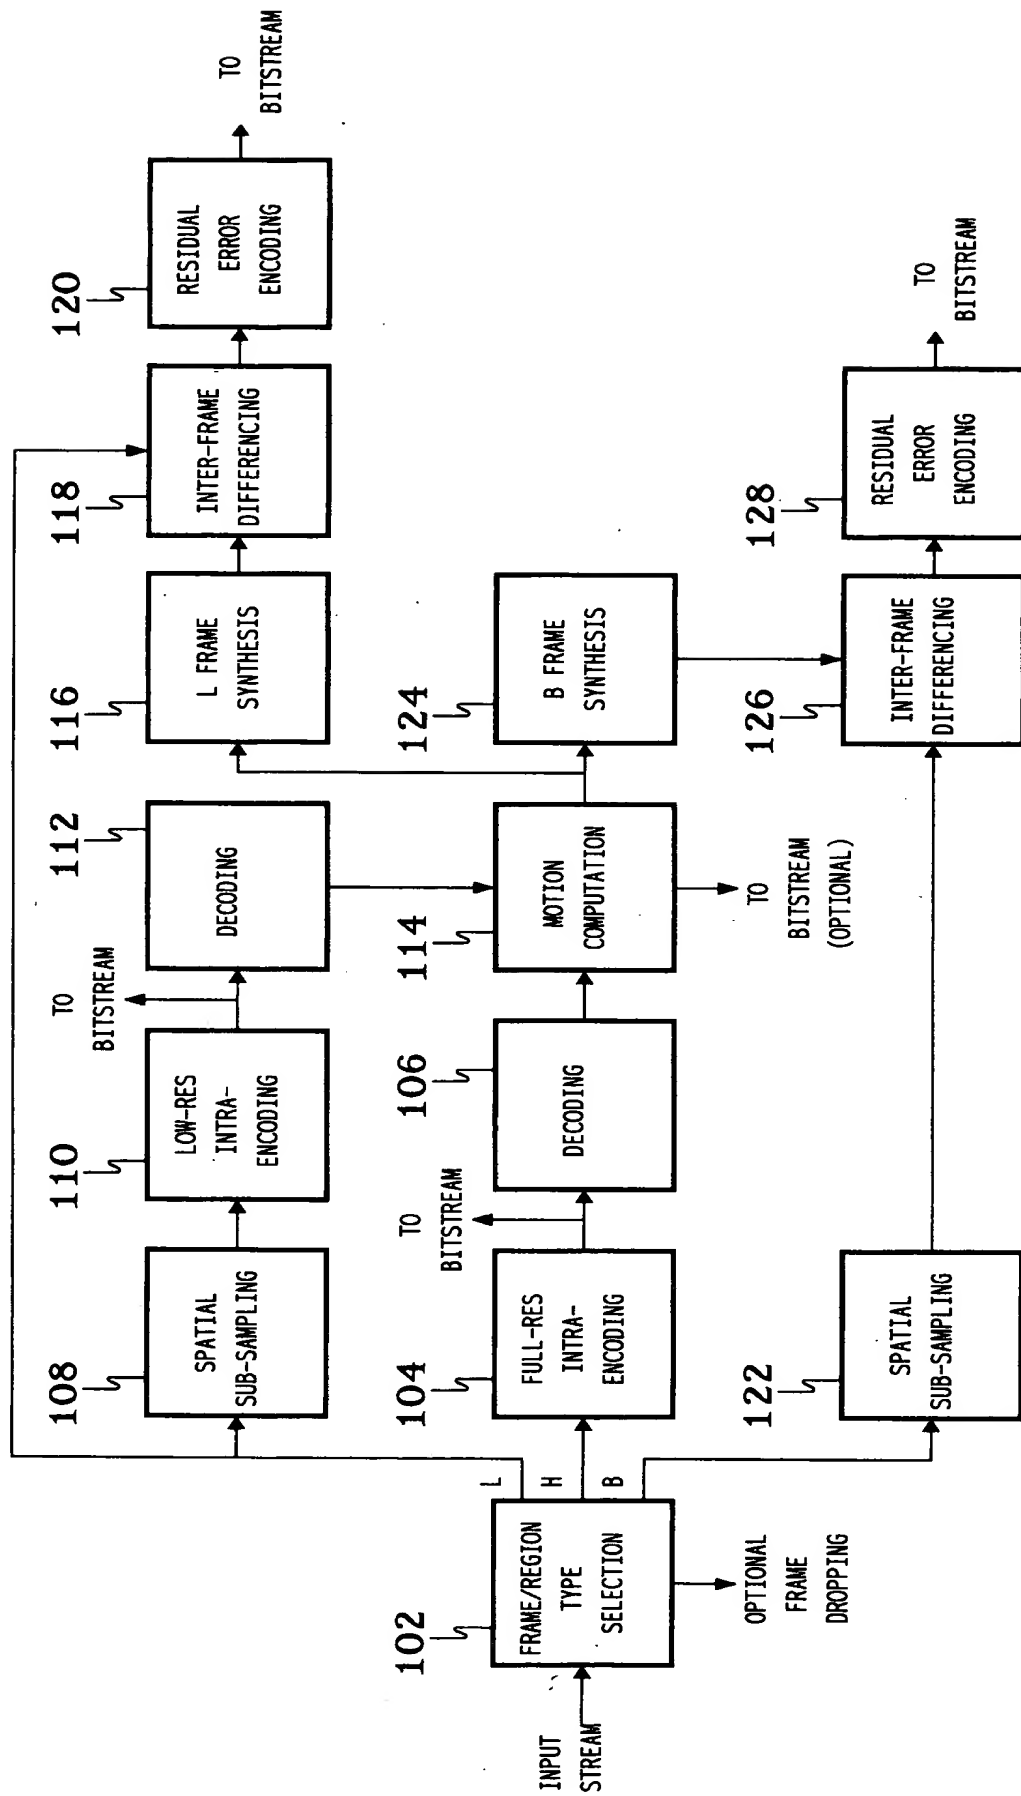 INPUT
STREAM
102
FRAME/REGION
TYPE
SELECTION
OPTIONAL
FRAME
DROPPING
L
H
B
108
SPATIAL
SUB-SAMPLING
110
LOW-RES
INTRA-
ENCODING
TO
BITSTREAM
112
DECODING
116
L FRAME
SYNTHESIS
118
INTER-FRAME
DIFFERENCING
120
RESIDUAL
ERROR
ENCODING
TO
BITSTREAM
104
FULL-RES
INTRA-
ENCODING
TO
BITSTREAM
106
DECODING
114
MOTION
COMPUTATION
TO
BITSTREAM
(OPTIONAL)
124
B FRAME
SYNTHESIS
122
SPATIAL
SUB-SAMPLING
126
INTER-FRAME
DIFFERENCING
128
RESIDUAL
ERROR
ENCODING
TO
BITSTREAM